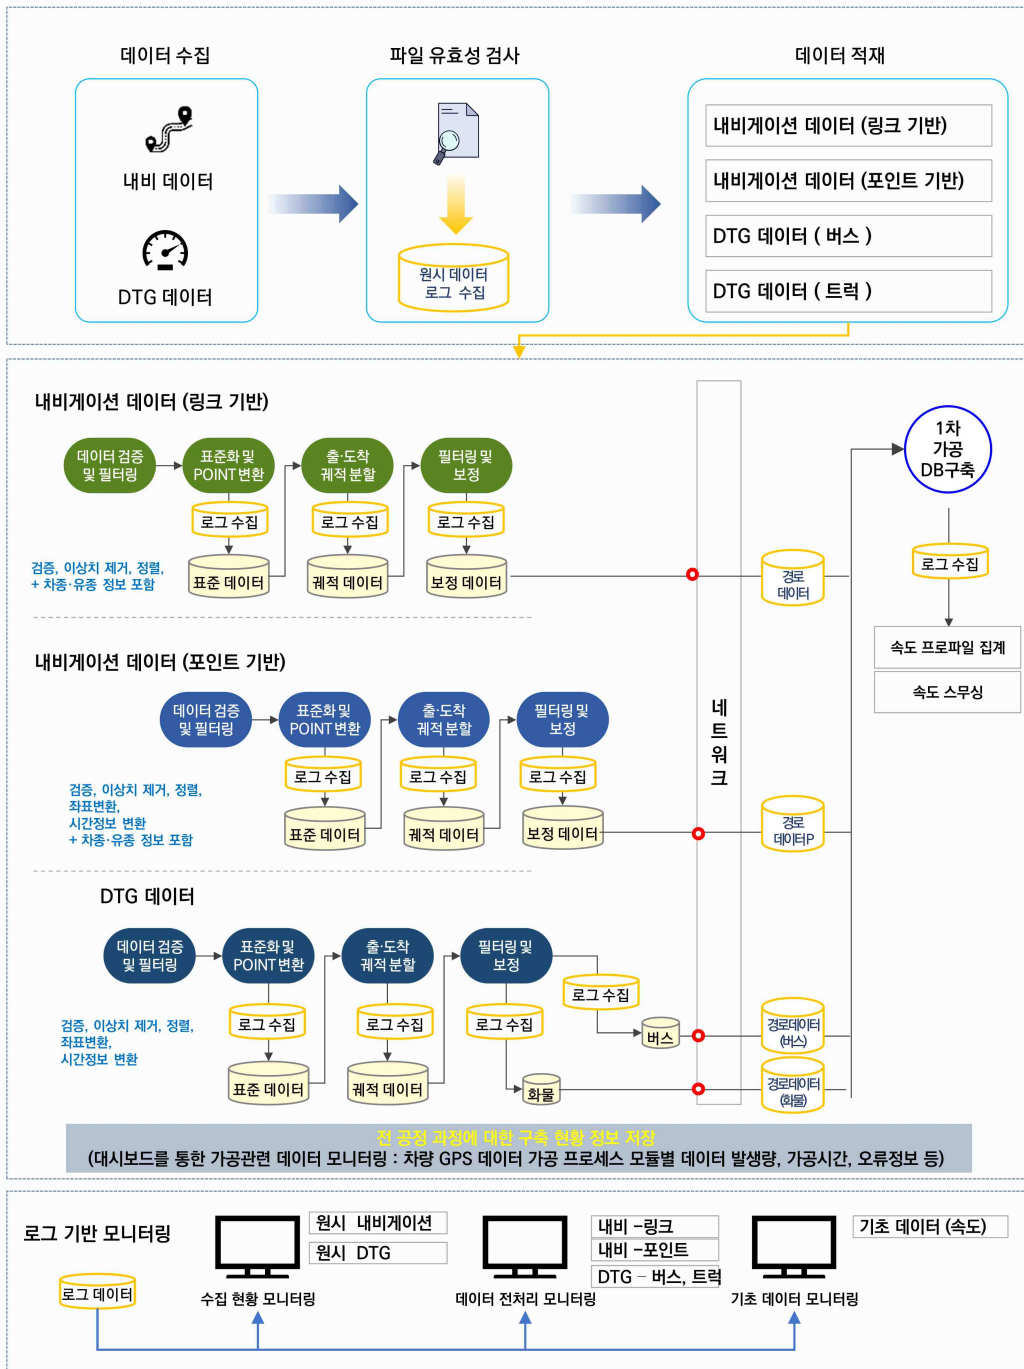 데이터 수집
파일 유효성 검사
데이터 적재
내비 데이터
DTG 데이터
원시 데이터
로그 수집
내비게이션 데이터 (링크 기반)
내비게이션 데이터 (포인트 기반)
DTG 데이터 ( 버스 )
DTG 데이터 ( 트럭 )
내비게이션 데이터 (링크 기반)
데이터 검증
및 필터링
표준화 및
POINT 변환
출·도착
궤적 분할
필터링 및
보정
로그 수집
로그 수집
로그 수집
표준 데이터
궤적 데이터
보정 데이터
검증, 이상치 제거, 정렬,
+ 차종·유종 정보 포함
경로
데이터
1차
가공
DB구축
로그 수집
속도 프로파일 집계
속도 스무싱
네
트
워
크
내비게이션 데이터 (포인트 기반)
데이터 검증
및 필터링
표준화 및
POINT 변환
출·도착
궤적 분할
필터링 및
보정
로그 수집
로그 수집
로그 수집
표준 데이터
궤적 데이터
보정 데이터
검증, 이상치 제거, 정렬,
좌표변환,
시간정보 변환
+ 차종·유종 정보 포함
경로
데이터P
DTG 데이터
데이터 검증
및 필터링
표준화 및
POINT 변환
출·도착
궤적 분할
필터링 및
보정
로그 수집
로그 수집
로그 수집
로그 수집
표준 데이터
궤적 데이터
화물
버스
검증, 이상치 제거, 정렬,
좌표변환,
시간정보 변환
경로데이터
(버스)
경로데이터
(화물)
전 공정 과정에 대한 구축 현황 정보 저장
(대시보드를 통한 가공관련 데이터 모니터링 : 차량 GPS 데이터 가공 프로세스 모듈별 데이터 발생량, 가공시간, 오류정보 등)
로그 기반 모니터링
로그 데이터
원시 내비게이션
원시 DTG
수집 현황 모니터링
내비 –링크
내비 –포인트
DTG – 버스, 트럭
데이터 전처리 모니터링
기초 데이터 (속도)
기초 데이터 모니터링